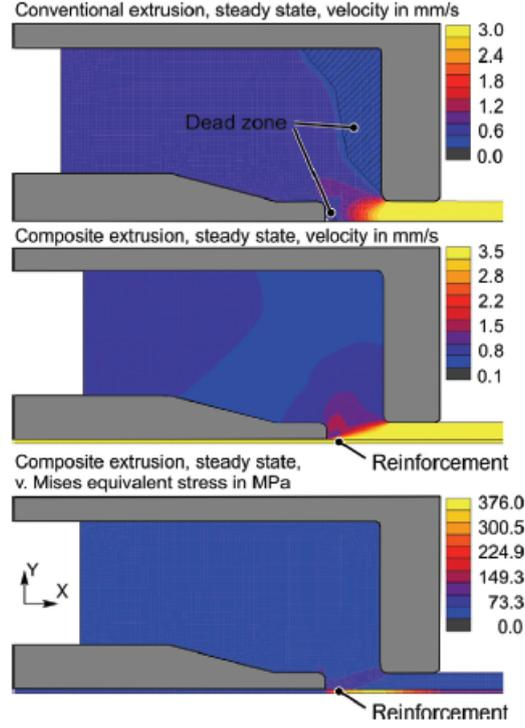 Conventional extrusion, steady state, velocity in mm/s
3.0
2.4
1.8
1.2
0.6
0.0
Dead zone
Composite extrusion, steady state, velocity in mm/s
3.5
2.8
2.2
1.5
0.8
0.1
Reinforcement
Composite extrusion, steady state,
v. Mises equivalent stress in MPa
376.0
300.5
224.9
149.3
73.3
0.0
Y
X
Reinforcement